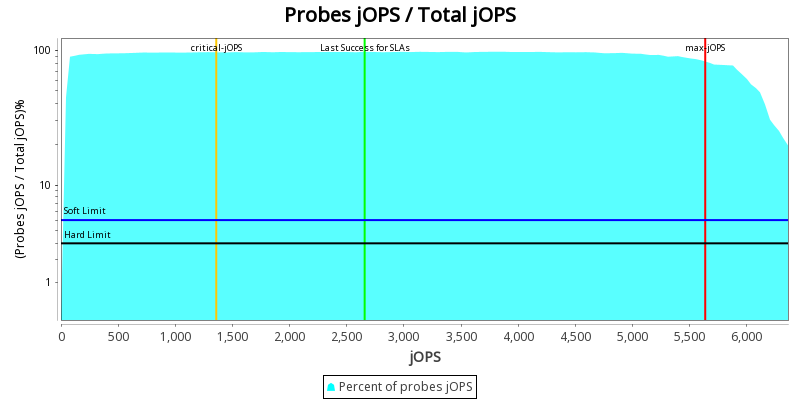 Probes jOPS / Total jOPS
(Probes jOPS / Total jOPS)%
100
10
1
critical-jOPS
Last Success for SLAs
max-jOPS
Soft Limit
Hard Limit
0 500 1,000 1,500 2,000 2,500 3,000 3,500 4,000 4,500 5,000 5,500 6,000
jOPS
Percent of probes jOPS